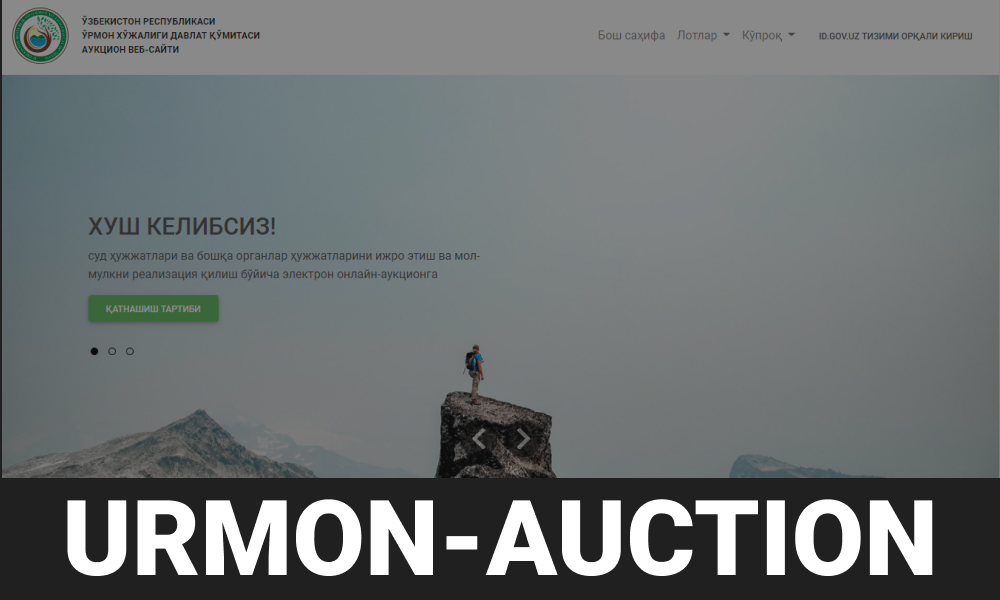 ЎЗБЕКИСТОН РЕСПУБЛИКАСИ
ЎРМОН ХЎЖАЛИГИ ДАВЛАТ ҚЎМИТАСИ
АУКЦИОН ВЕБ-САЙТИ
Бош саҳифа Лотлар Кўпроқ ID.GOV.UZ ТИЗИМИ ОРҚАЛИ КИРИШ
ХУШ КЕЛИБСИЗ!
суд ҳужжатлари ва бошқа органлар ҳужжатларини ижро этиш ва мол-
мулкни реализация қилиш бўйича электрон онлайн-аукционга
ҚАТНАШИШ ТАРТИБИ
URMON-AUCTION